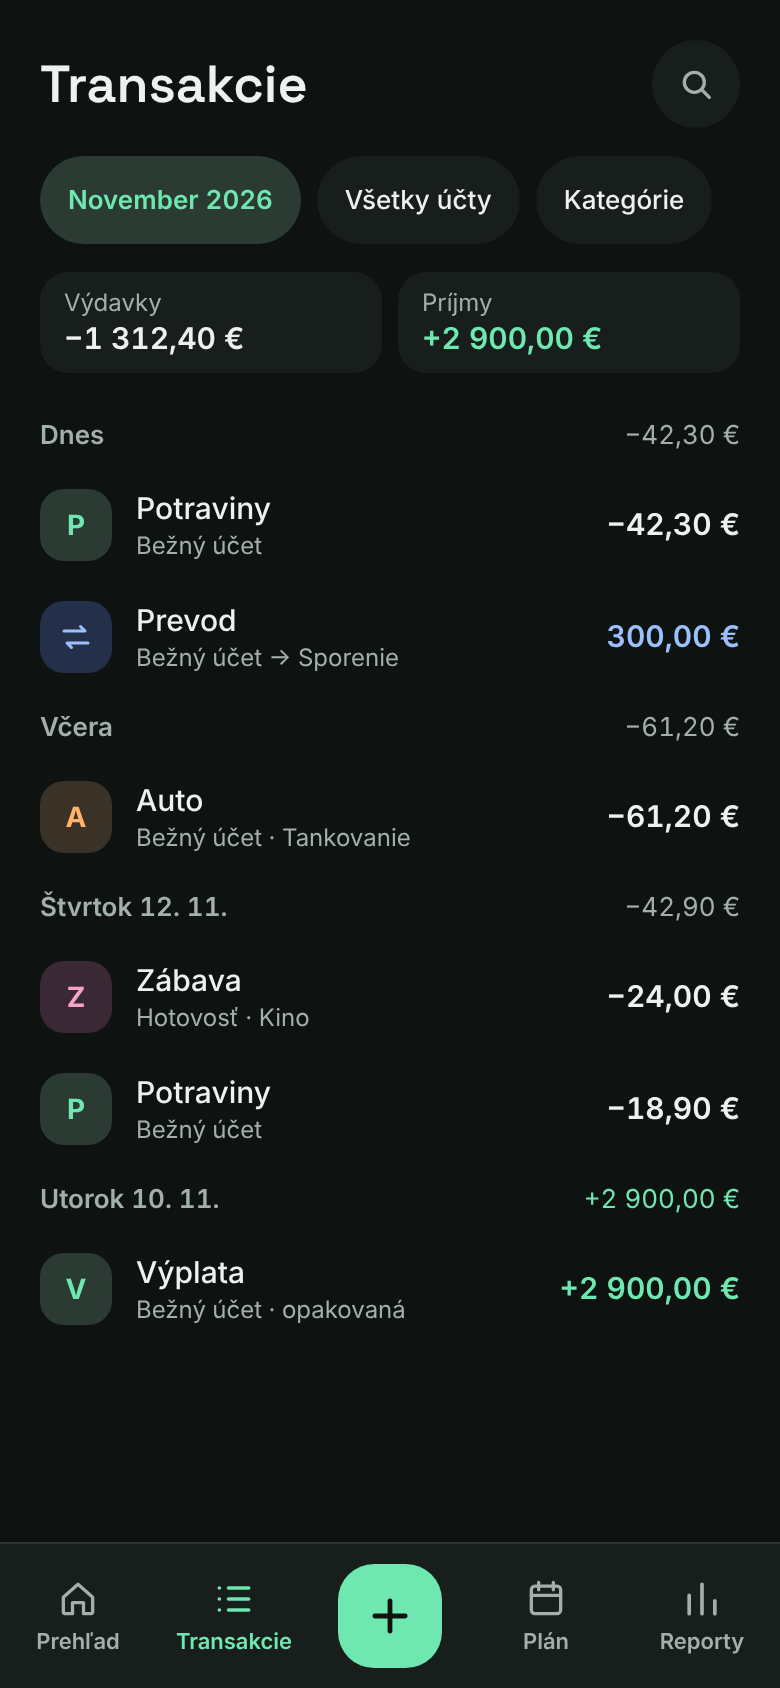 Transakcie
November 2026
Všetky účty
Kategórie
Výdavky
−1 312,40 €
Príjmy
+2 900,00 €
Dnes
−42,30 €
P
Potraviny
Bežný účet
−42,30 €
Prevod
Bežný účet → Sporenie
300,00 €
Včera
−61,20 €
A
Auto
Bežný účet · Tankovanie
−61,20 €
Štvrtok 12. 11.
−42,90 €
Z
Zábava
Hotovosť · Kino
−24,00 €
P
Potraviny
Bežný účet
−18,90 €
Utorok 10. 11.
+2 900,00 €
V
Výplata
Bežný účet · opakovaná
+2 900,00 €
Prehľad
Transakcie
Plán
Reporty